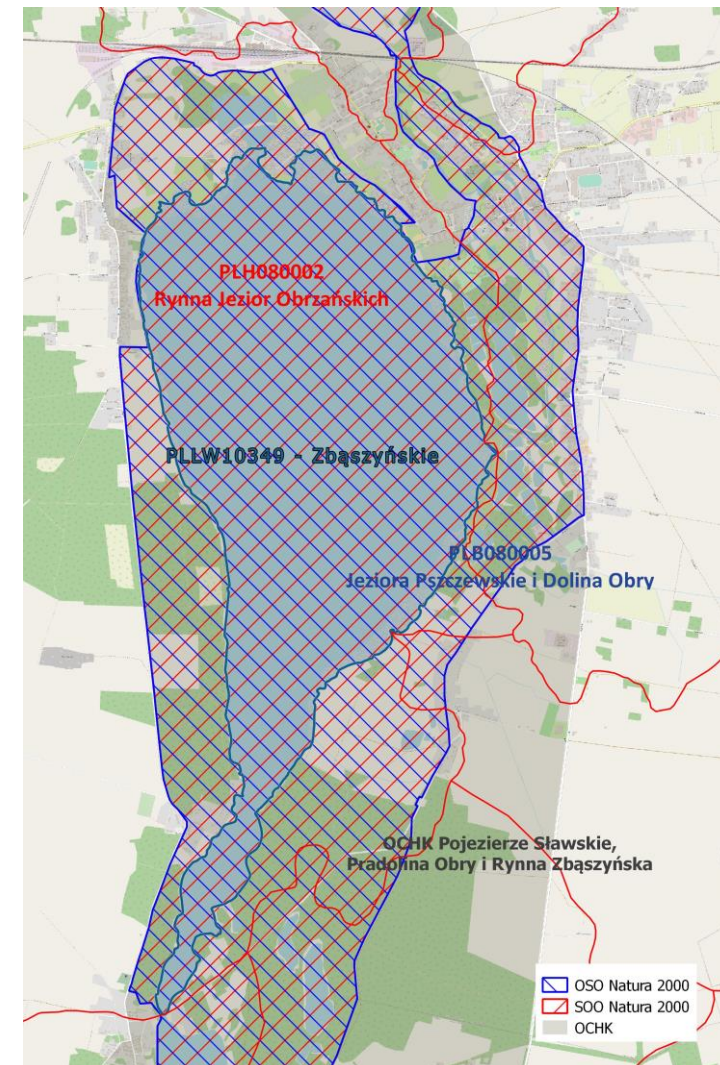 PLH080002
Rynna Jezior Obrzańskich
PLLW10349 - Zbąszyńskie
PLB080005
Jeziora Pszczewskie i Dolina Obry
OCHK Pojezierze Sławskie,
Pradolina Obry i Rynna Zbąszyńska
OSO Natura 2000
SOO Natura 2000
OCHK